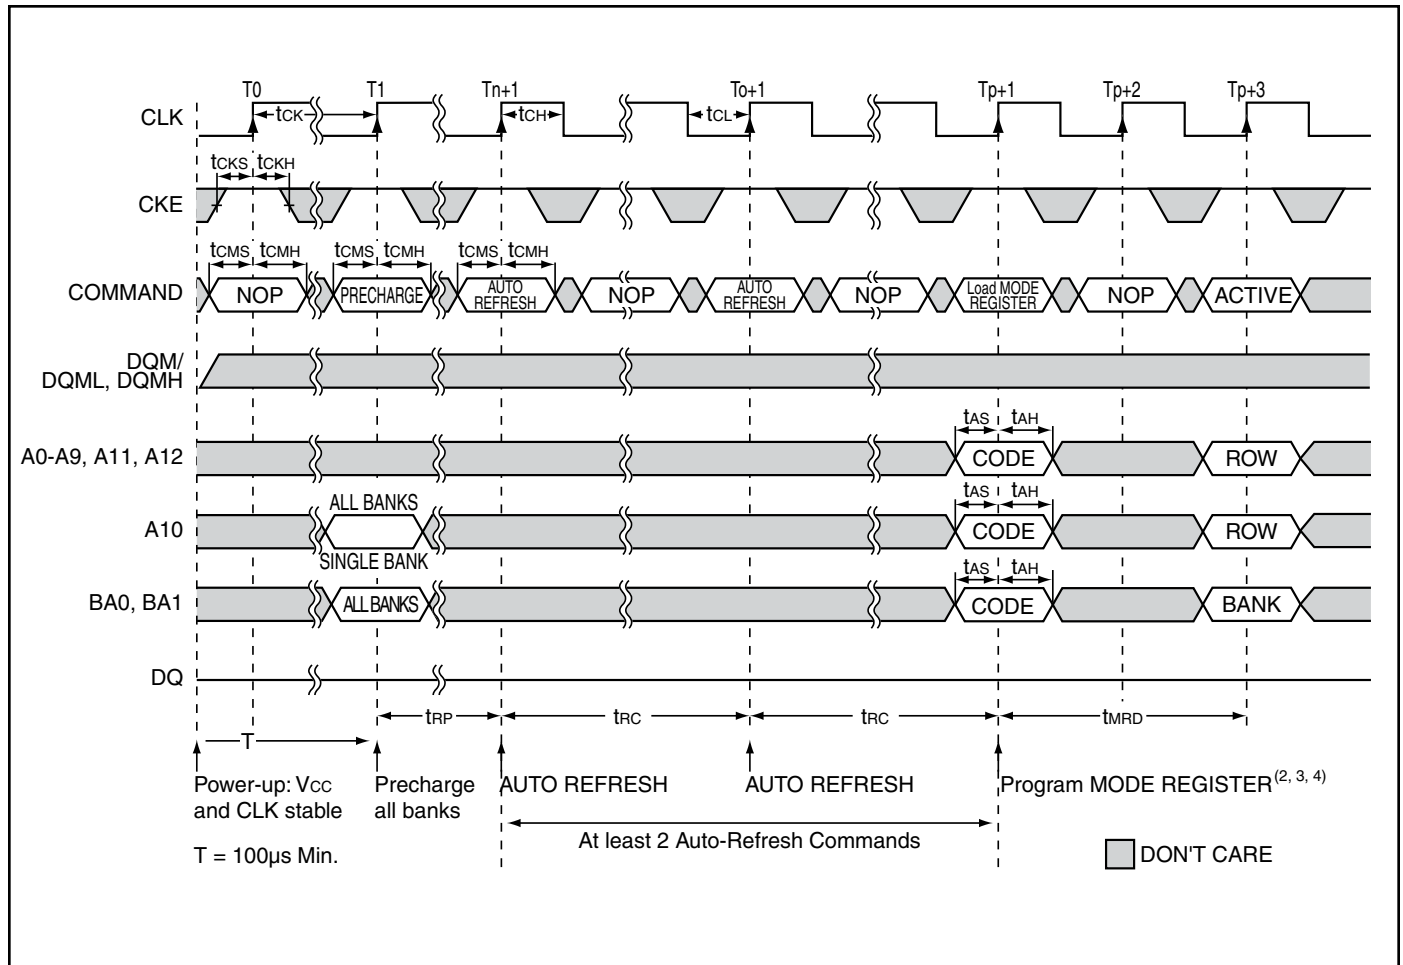 T0 T1 Tn+1 To+1 Tp+1 Tp+2 Tp+3
CLK tCK tCH tCL
tCKS tCKH
CKE
tCMS tCMH tCMS tCMH tCMS tCMH
COMMAND NOP PRECHARGE AUTO REFRESH NOP AUTO REFRESH NOP Load MODE REGISTER NOP ACTIVE
DQM/
DQML, DQMH
tAS tAH
A0-A9, A11, A12 CODE ROW
ALL BANKS tAS tAH
A10 CODE ROW
SINGLE BANK tAS tAH
BA0, BA1 ALL BANKS CODE BANK
DQ
tRP tRC tRC tMRD
T
Power-up: VCC Precharge AUTO REFRESH AUTO REFRESH Program MODE REGISTER(2, 3, 4)
and CLK stable all banks
At least 2 Auto-Refresh Commands
T = 100µs Min. DON'T CARE